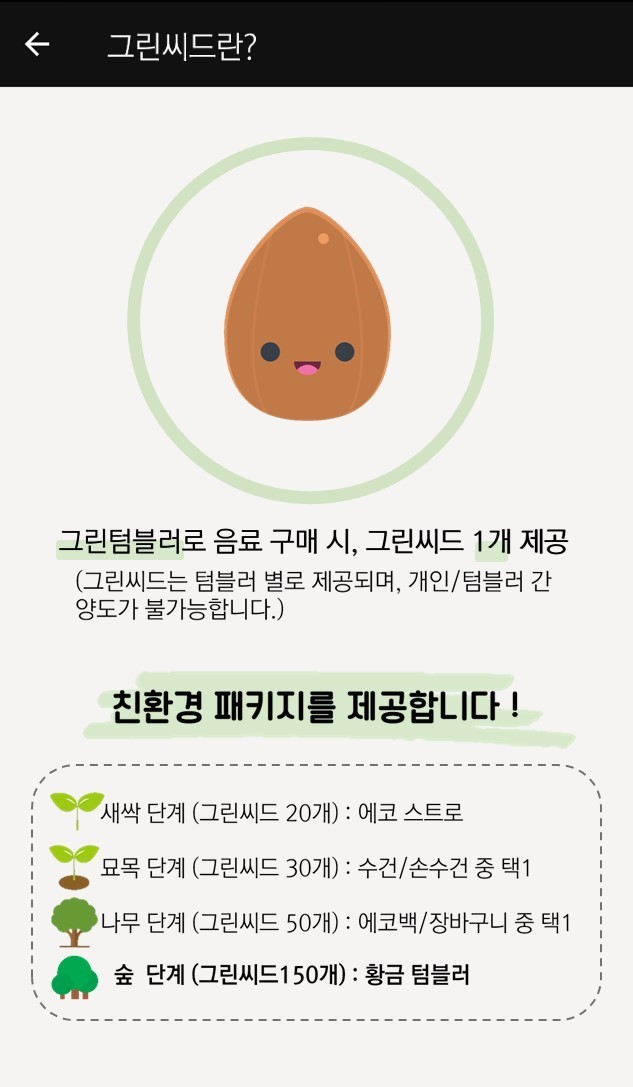 그린씨드란?
그린텀블러로 음료 구매 시, 그린씨드 1개 제공
(그린씨드는 텀블러 별로 제공되며, 개인/텀블러 간
양도가 불가능합니다.)
친환경 패키지를 제공합니다 !
새싹 단계 (그린씨드 20개) : 에코 스트로
묘목 단계 (그린씨드 30개) : 수건/손수건 중 택1
나무 단계 (그린씨드 50개) : 에코백/장바구니 중 택1
숲 단계 (그린씨드150개) : 황금 텀블러